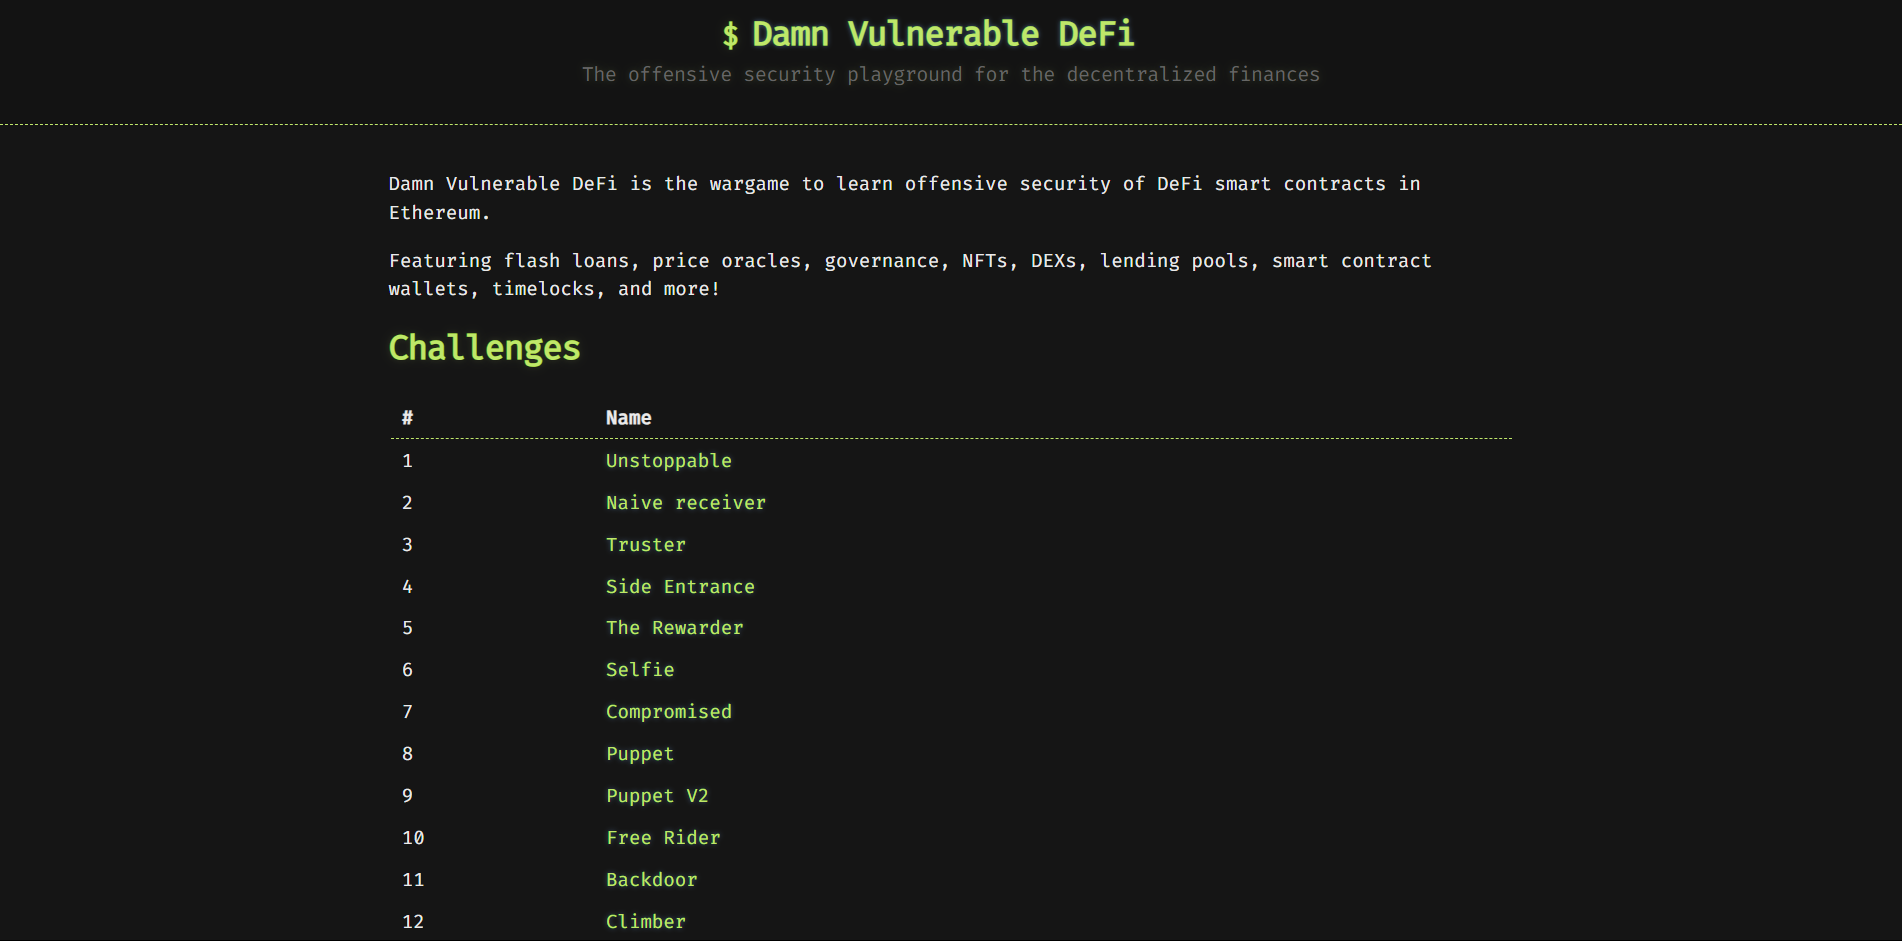 $ Damn Vulnerable DeFi
The offensive security playground for the decentralized finances
Damn Vulnerable DeFi is the wargame to learn offensive security of DeFi smart contracts in
Ethereum.
Featuring flash loans, price oracles, governance, NFTs, DEXs, lending pools, smart contract
wallets, timelocks, and more!
Challenges
# Name
1 Unstoppable
2 Naive receiver
3 Truster
4 Side Entrance
5 The Rewarder
6 Selfie
7 Compromised
8 Puppet
9 Puppet V2
10 Free Rider
11 Backdoor
12 Climber